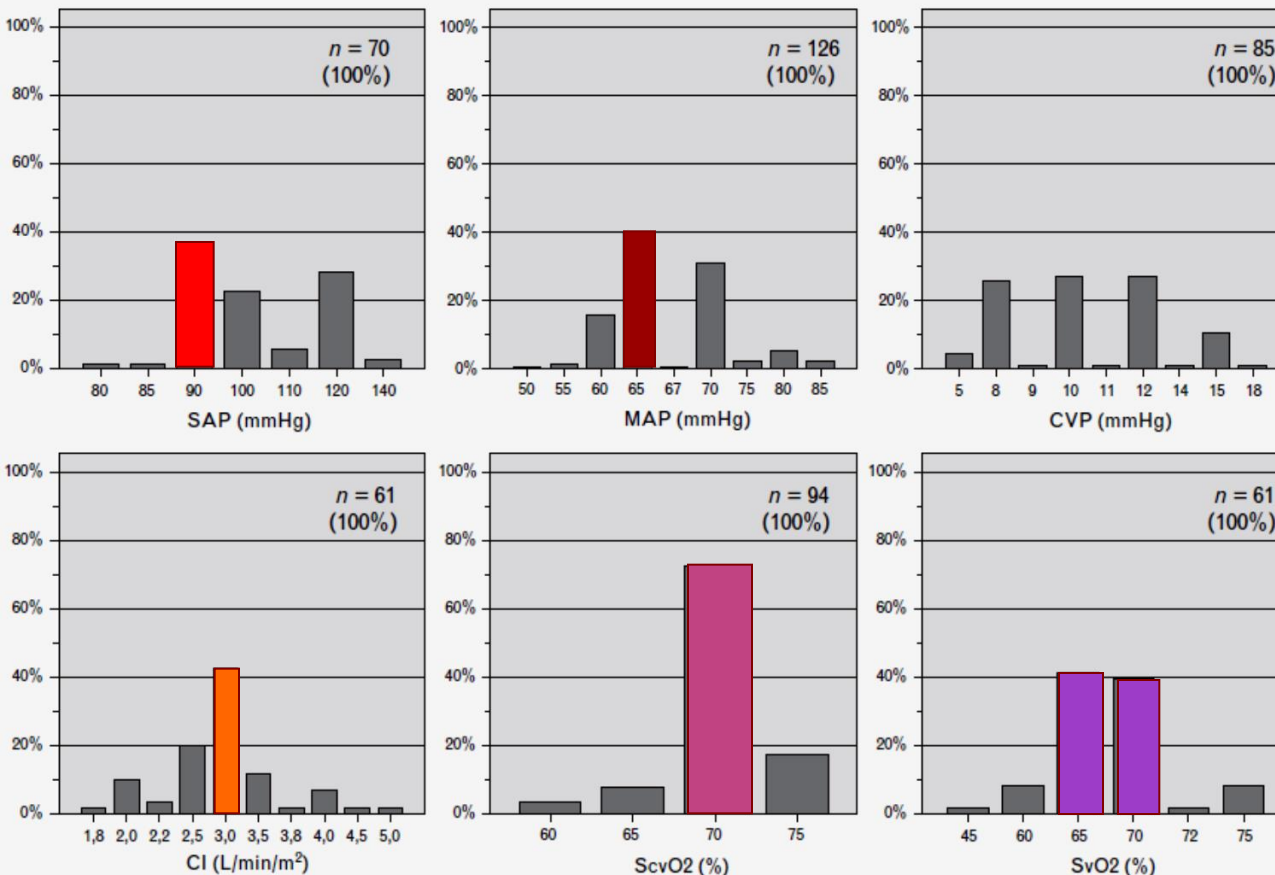 100%
80%
60%
40%
20%
0%
n = 70
(100%)
80 85 90 100 110 120 140
SAP (mmHg)
100%
80%
60%
40%
20%
0%
n = 126
(100%)
50 55 60 65 67 70 75 80 85
MAP (mmHg)
100%
80%
60%
40%
20%
0%
n = 85
(100%)
5 8 9 10 11 12 14 15 18
CVP (mmHg)
100%
80%
60%
40%
20%
0%
n = 61
(100%)
1,8 2,0 2,2 2,5 3,0 3,5 3,8 4,0 4,5 5,0
CI (L/min/m²)
100%
80%
60%
40%
20%
0%
n = 94
(100%)
60 65 70 75
ScvO2 (%)
100%
80%
60%
40%
20%
0%
n = 61
(100%)
45 60 65 70 72 75
SvO2 (%)